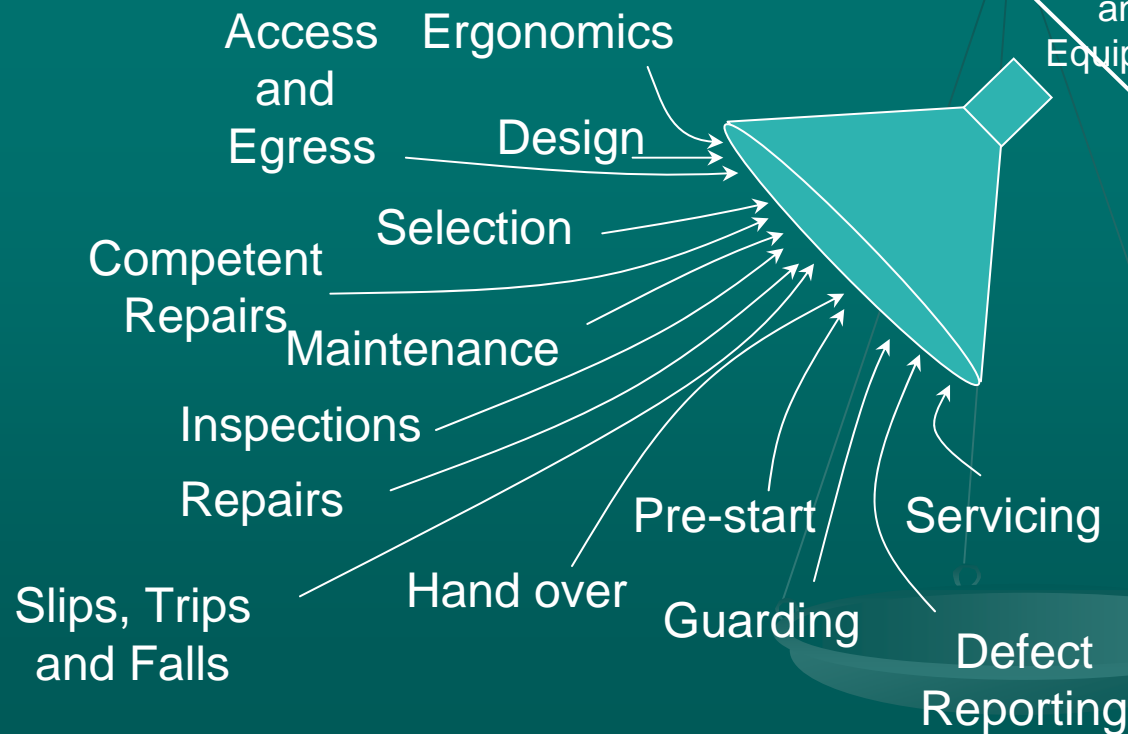 Access
and
Egress
Ergonomics
Design
Selection
Competent
Repairs
Maintenance
Inspections
Repairs
Slips, Trips
and Falls
Hand over
Pre-start
Guarding
Servicing
Defect
Reporting